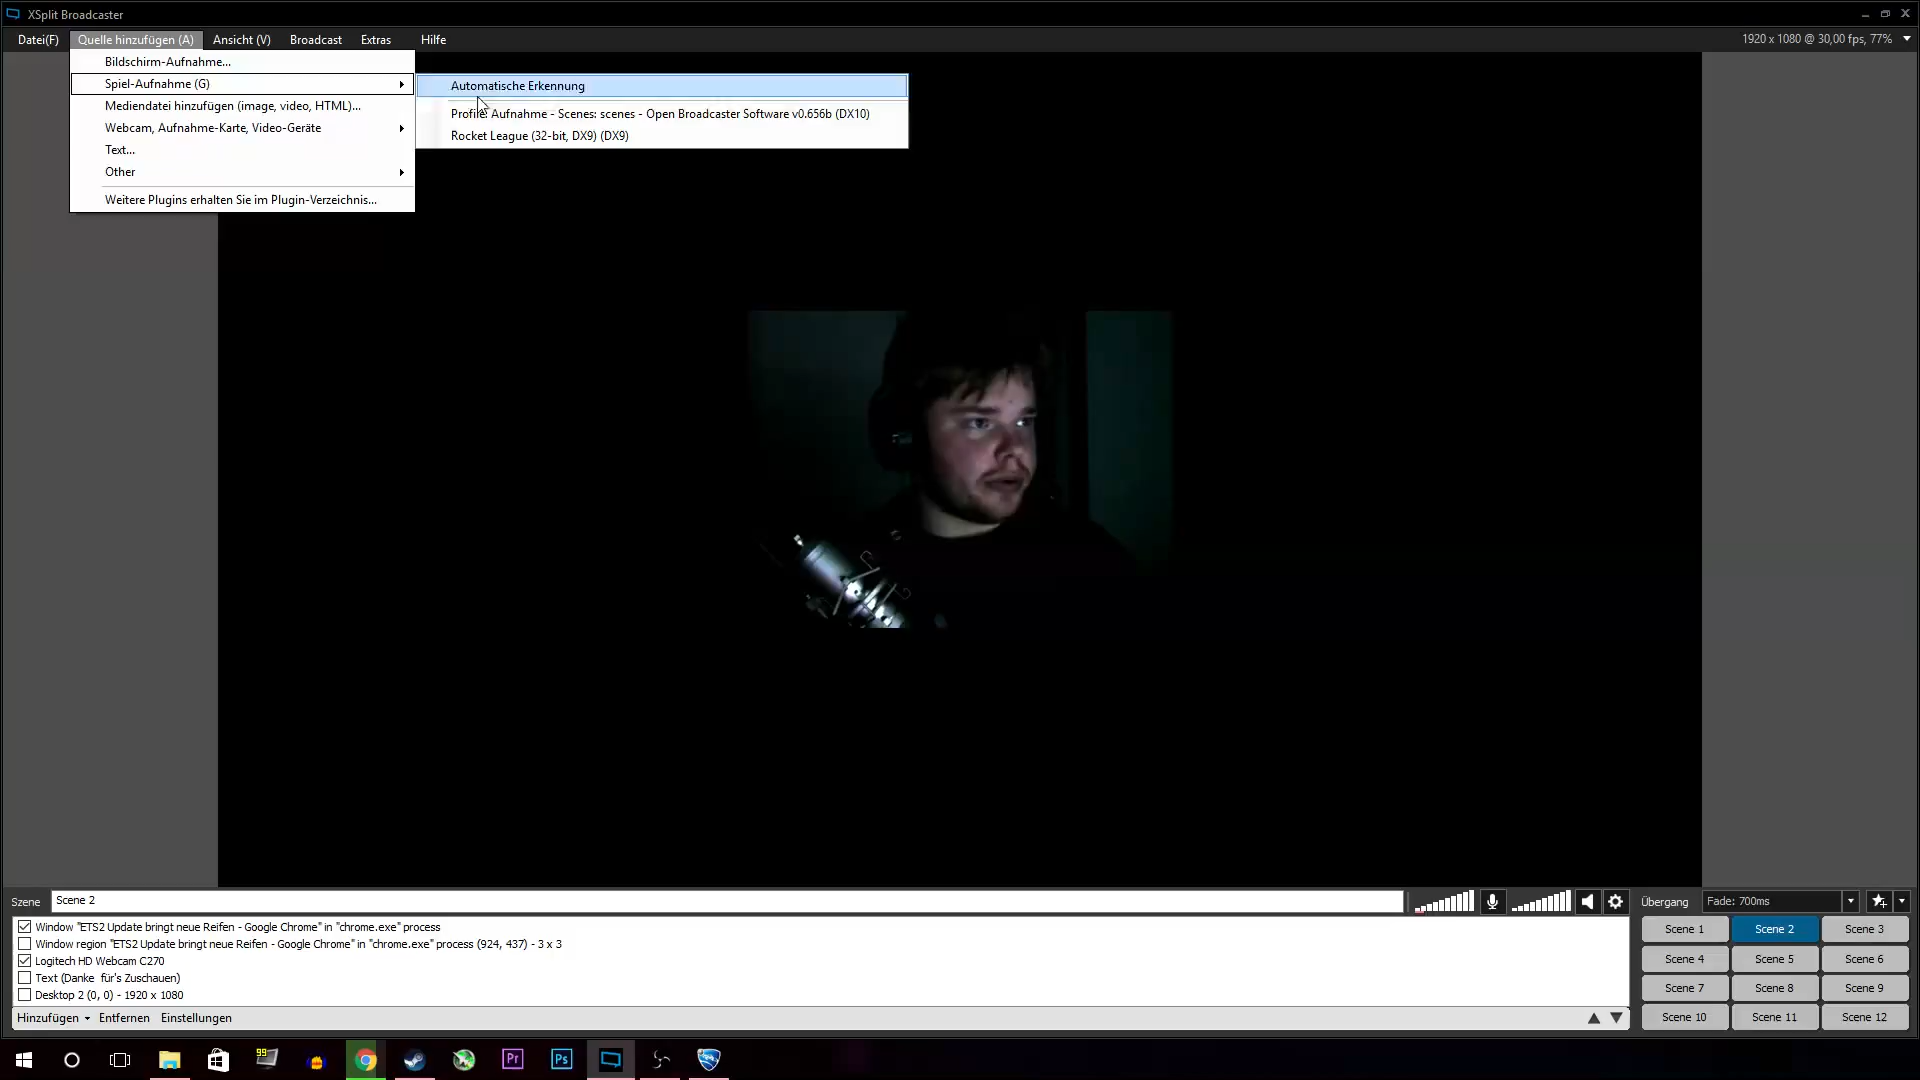 XSplit Broadcaster
Datei(F) Quelle hinzufügen (A) Ansicht (V) Broadcast Extras Hilfe 1920 x 1080 @ 30,00 fps, 77%
Bildschirm-Aufnahme...
Spiel-Aufnahme (G)
Mediendatei hinzufügen (image, video, HTML)...
Webcam, Aufnahme-Karte, Video-Geräte
Text...
Other
Weitere Plugins erhalten Sie im Plugin-Verzeichnis...
Automatische Erkennung
Profile: Aufnahme - Scenes: scenes - Open Broadcaster Software v0.656b (DX10)
Rocket League (32-bit, DX9) (DX9)
Szene Scene 2
Window "ETS2 Update bringt neue Reifen - Google Chrome" in "chrome.exe" process
Window region "ETS2 Update bringt neue Reifen - Google Chrome" in "chrome.exe" process (924, 437) - 3 x 3
Logitech HD Webcam C270
Text (Danke für's Zuschauen)
Desktop 2 (0, 0) - 1920 x 1080
Hinzufügen Entfernen Einstellungen
Übergang Fade: 700ms
Scene 1 Scene 2 Scene 3
Scene 4 Scene 5 Scene 6
Scene 7 Scene 8 Scene 9
Scene 10 Scene 11 Scene 12
99 Pr Ps